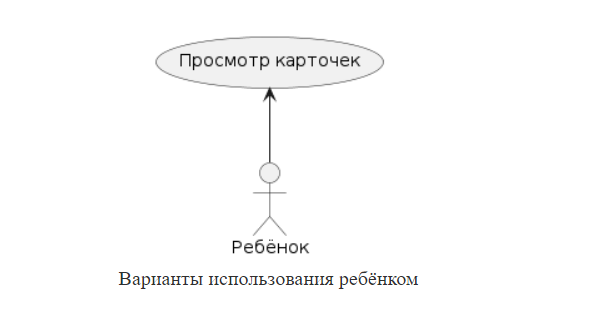 Просмотр карточек
Ребёнок
Варианты использования ребёнком